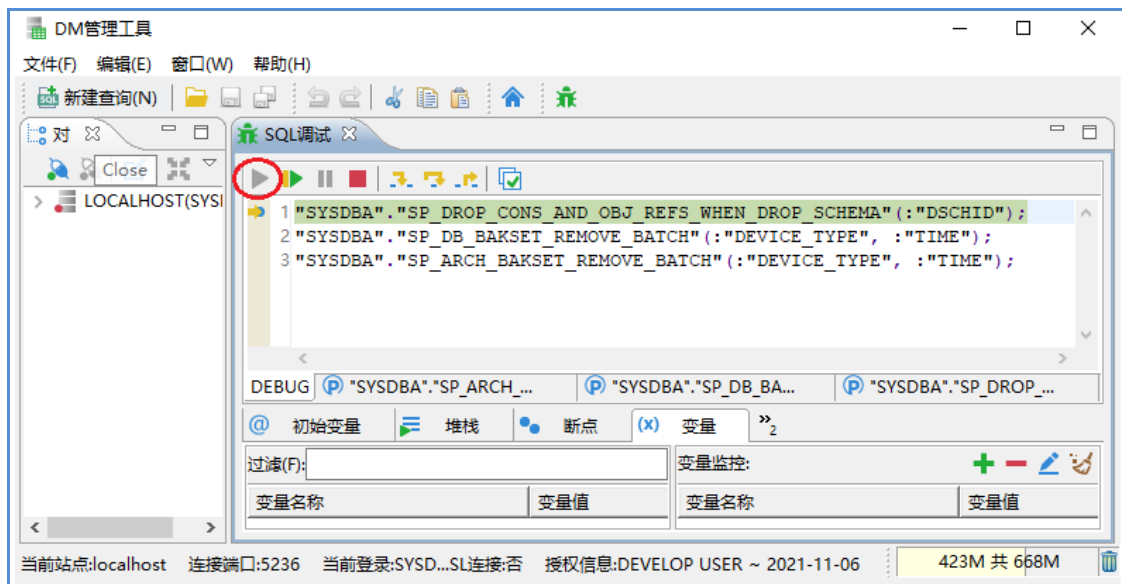 DM管理工具
文件(F) 编辑(E) 窗口(W) 帮助(H)
SQL 新建查询(N)
对
SQL调试
Close
LOCALHOST(SYSI
1 "SYSDBA"."SP_DROP_CONS_AND_OBJ_REFS_WHEN_DROP_SCHEMA"(:"DSCHID");
2 "SYSDBA"."SP_DB_BAKSET_REMOVE_BATCH"(:"DEVICE_TYPE", :"TIME");
3 "SYSDBA"."SP_ARCH_BAKSET_REMOVE_BATCH"(:"DEVICE_TYPE", :"TIME");
DEBUG P "SYSDBA"."SP_ARCH_... P "SYSDBA"."SP_DB_BA... P "SYSDBA"."SP_DROP_...
@ 初始变量 堆栈 断点 (x) 变量 »2
过滤(F): 变量监控:
变量名称 变量值 变量名称 变量值
当前站点:localhost 连接端口:5236 当前登录:SYSD...SL连接:否 授权信息:DEVELOP USER ~ 2021-11-06 423M 共 668M